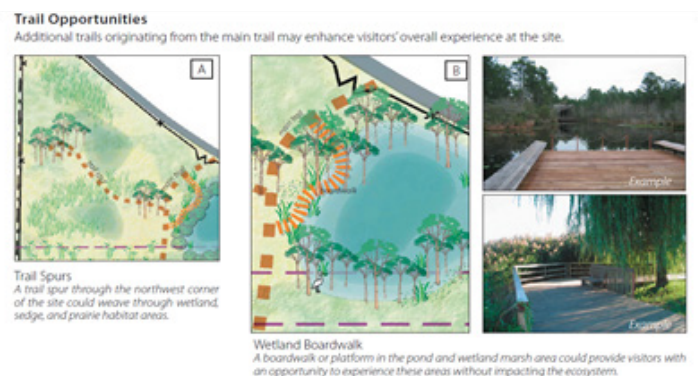 Trail Opportunities
Additional trails originating from the main trail may enhance visitors' overall experience at the site.
A
B
Boardwalk
Example
Example
Trail Spurs
A trail spur through the northwest corner
of the site could weave through wetland,
sedge, and prairie habitat areas.
Wetland Boardwalk
A boardwalk or platform in the pond and wetland marsh area could provide visitors with
an opportunity to experience these areas without impacting the ecosystem.